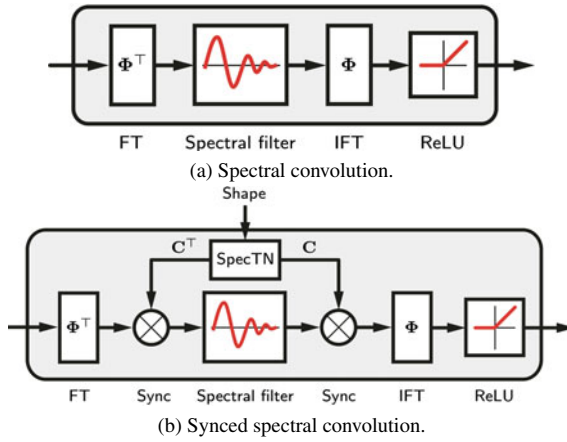 Φ⊤
Φ
FT Spectral filter IFT ReLU
(a) Spectral convolution.
Shape
C⊤ SpecTN C
Φ⊤
Φ
FT Sync Spectral filter Sync IFT ReLU
(b) Synced spectral convolution.